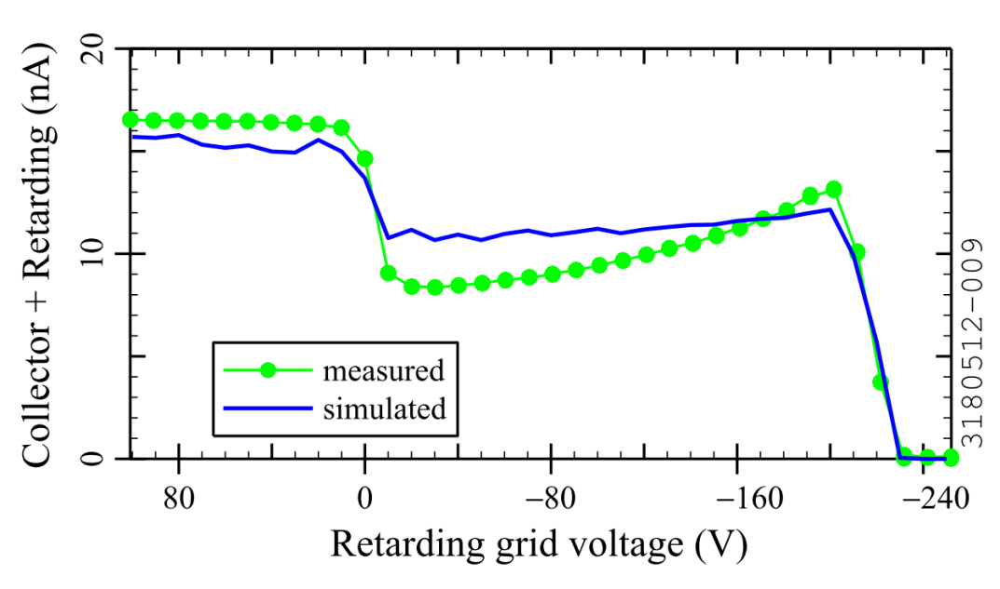 20
10
0
Collector + Retarding (nA)
measured
simulated
80
0
−80
−160
−240
Retarding grid voltage (V)
3180512−009